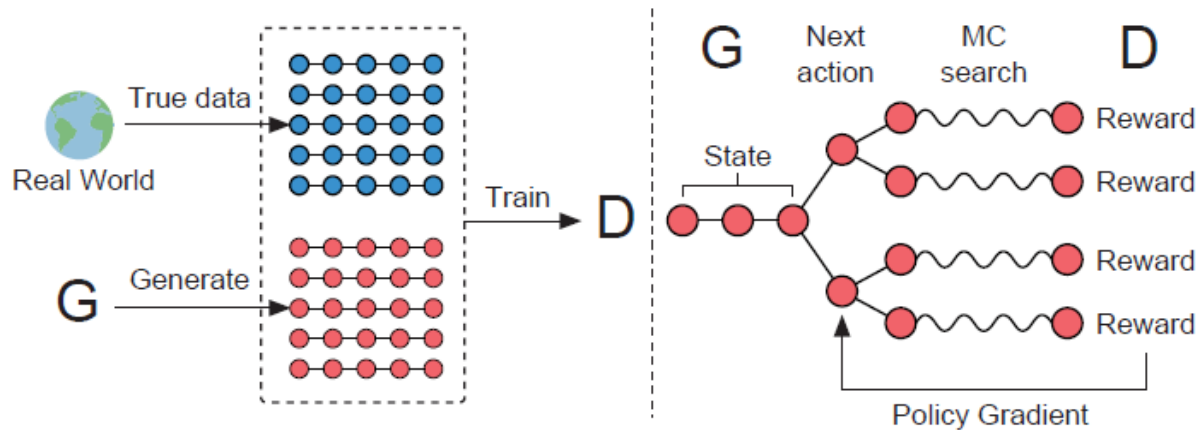 True data
Real World
G
Generate
Train
D
G
Next
action
MC
search
D
State
Reward
Reward
Reward
Reward
Policy Gradient